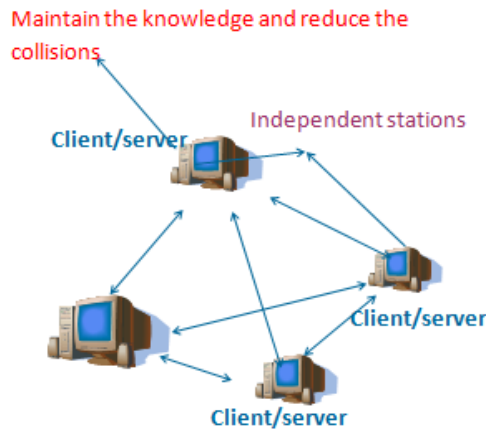 Maintain the knowledge and reduce the
collisions
Independent stations
Client/server
Client/server
Client/server